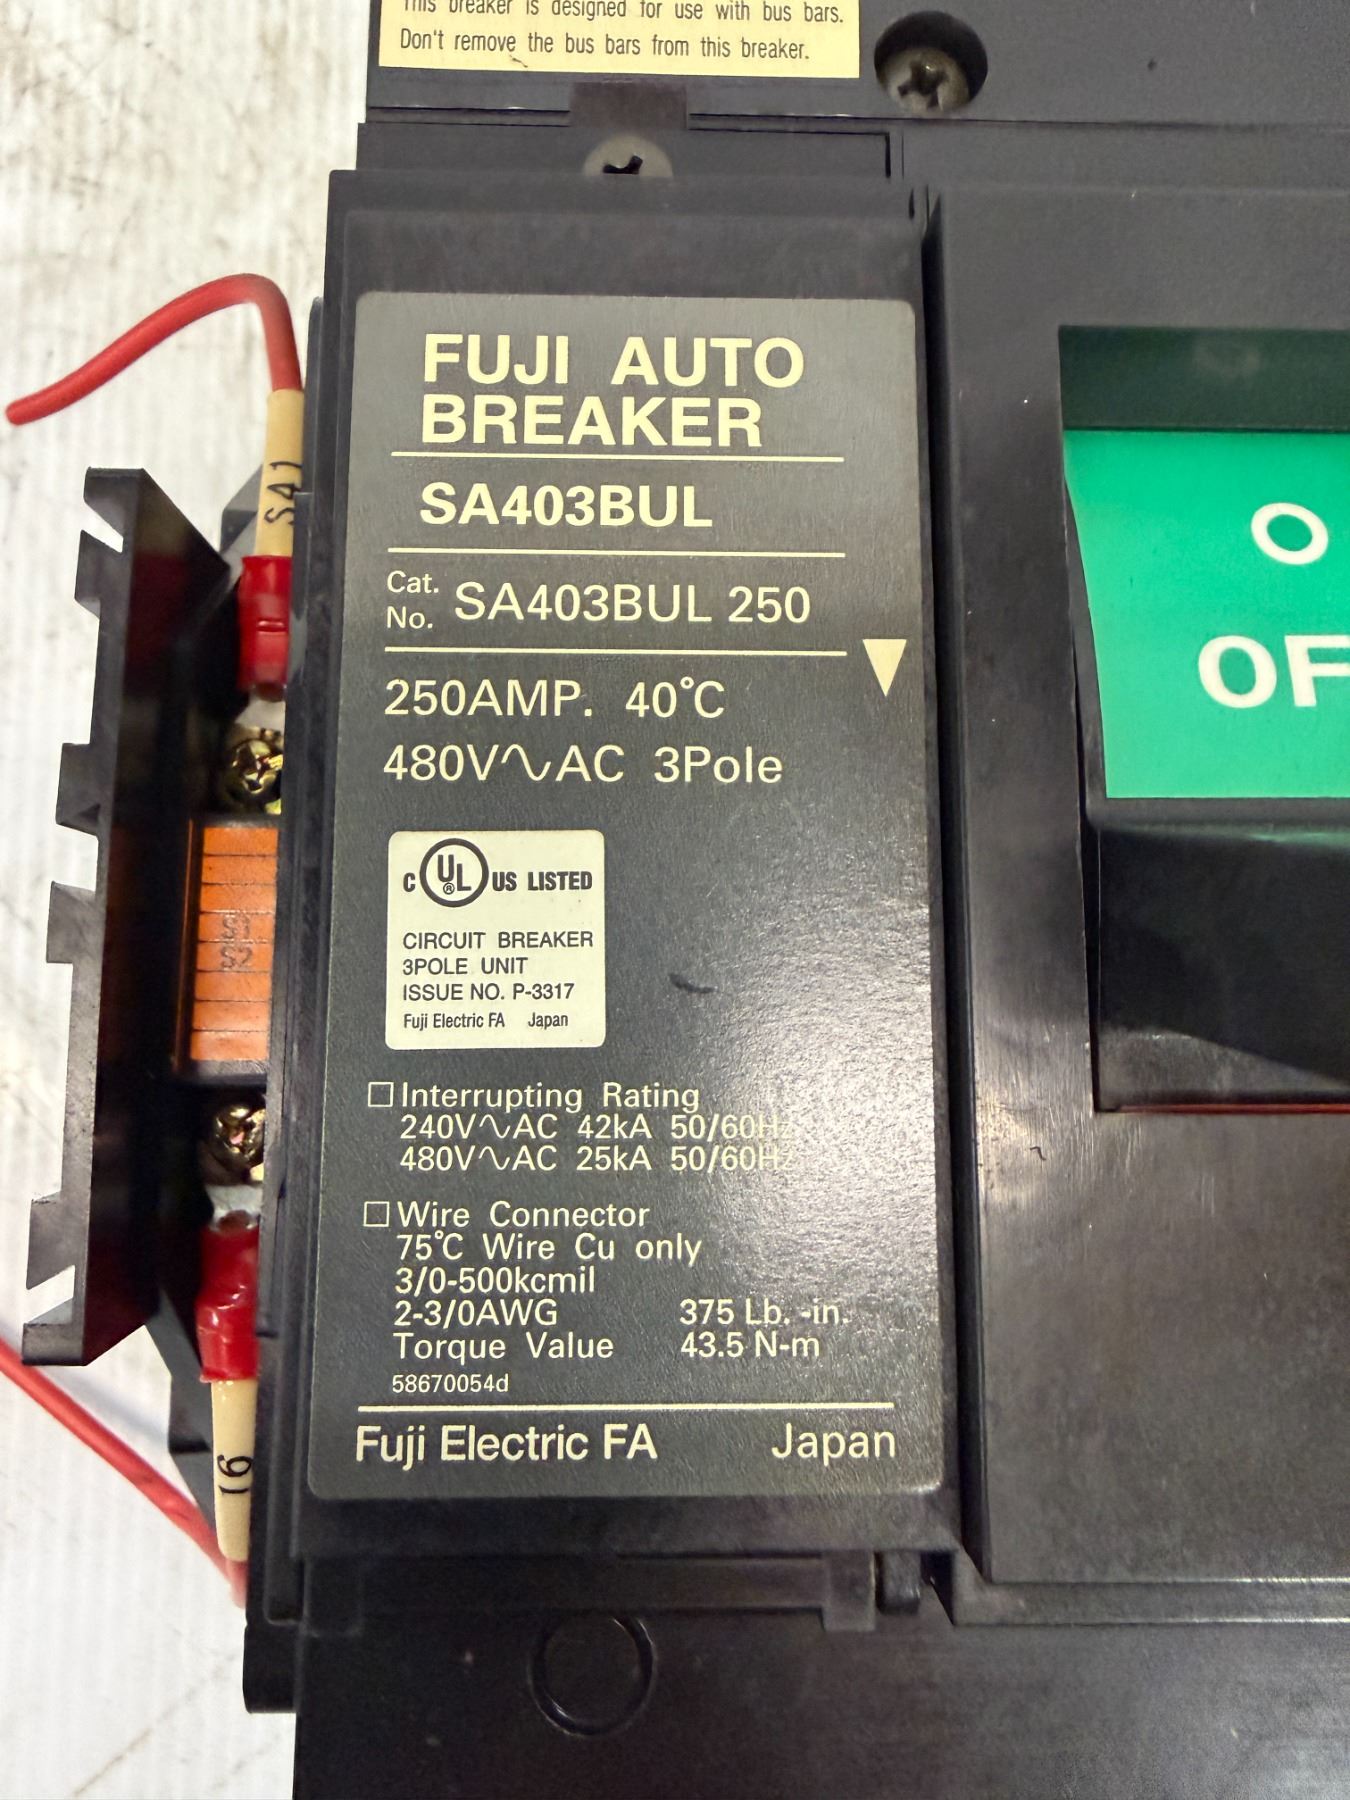 This breaker is designed for use with bus bars.
Don't remove the bus bars from this breaker.
FUJI AUTO
BREAKER
SA403BUL
Cat. No. SA403BUL 250
250AMP. 40°C
480V∿AC 3Pole
C UL® US LISTED
CIRCUIT BREAKER
3POLE UNIT
ISSUE NO. P-3317
Fuji Electric FA Japan
□ Interrupting Rating
240V∿AC 42kA 50/60Hz
480V∿AC 25kA 50/60Hz
□ Wire Connector
75°C Wire Cu only
3/0-500kcmil
2-3/0AWG 375 Lb.-in.
Torque Value 43.5 N-m
58670054d
Fuji Electric FA Japan
O
OF
S41
16